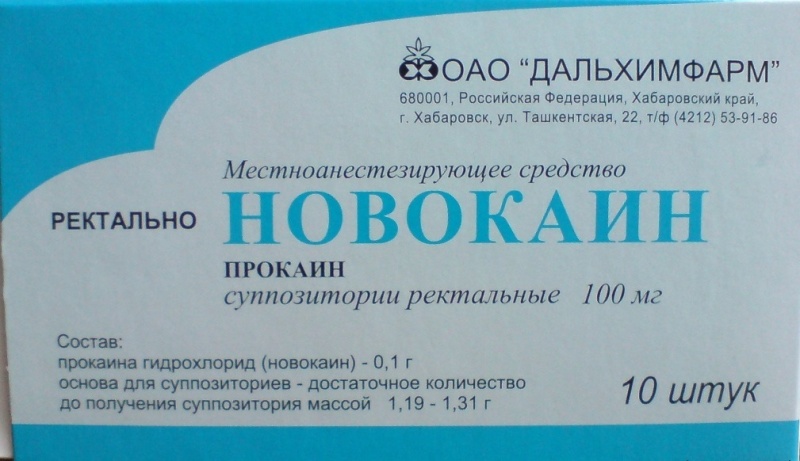 ОАО “ДАЛЬХИМФАРМ”
680001, Российская Федерация, Хабаровский край,
г. Хабаровск, ул. Ташкентская, 22, т/ф (4212) 53-91-86
Местноанестезирующее средство
РЕКТАЛЬНО
НОВОКАИН
ПРОКАИН
суппозитории ректальные 100 мг
Состав:
прокаина гидрохлорид (новокаин) - 0,1 г
основа для суппозиториев - достаточное количество
до получения суппозитория массой 1,19 - 1,31 г
10 штук